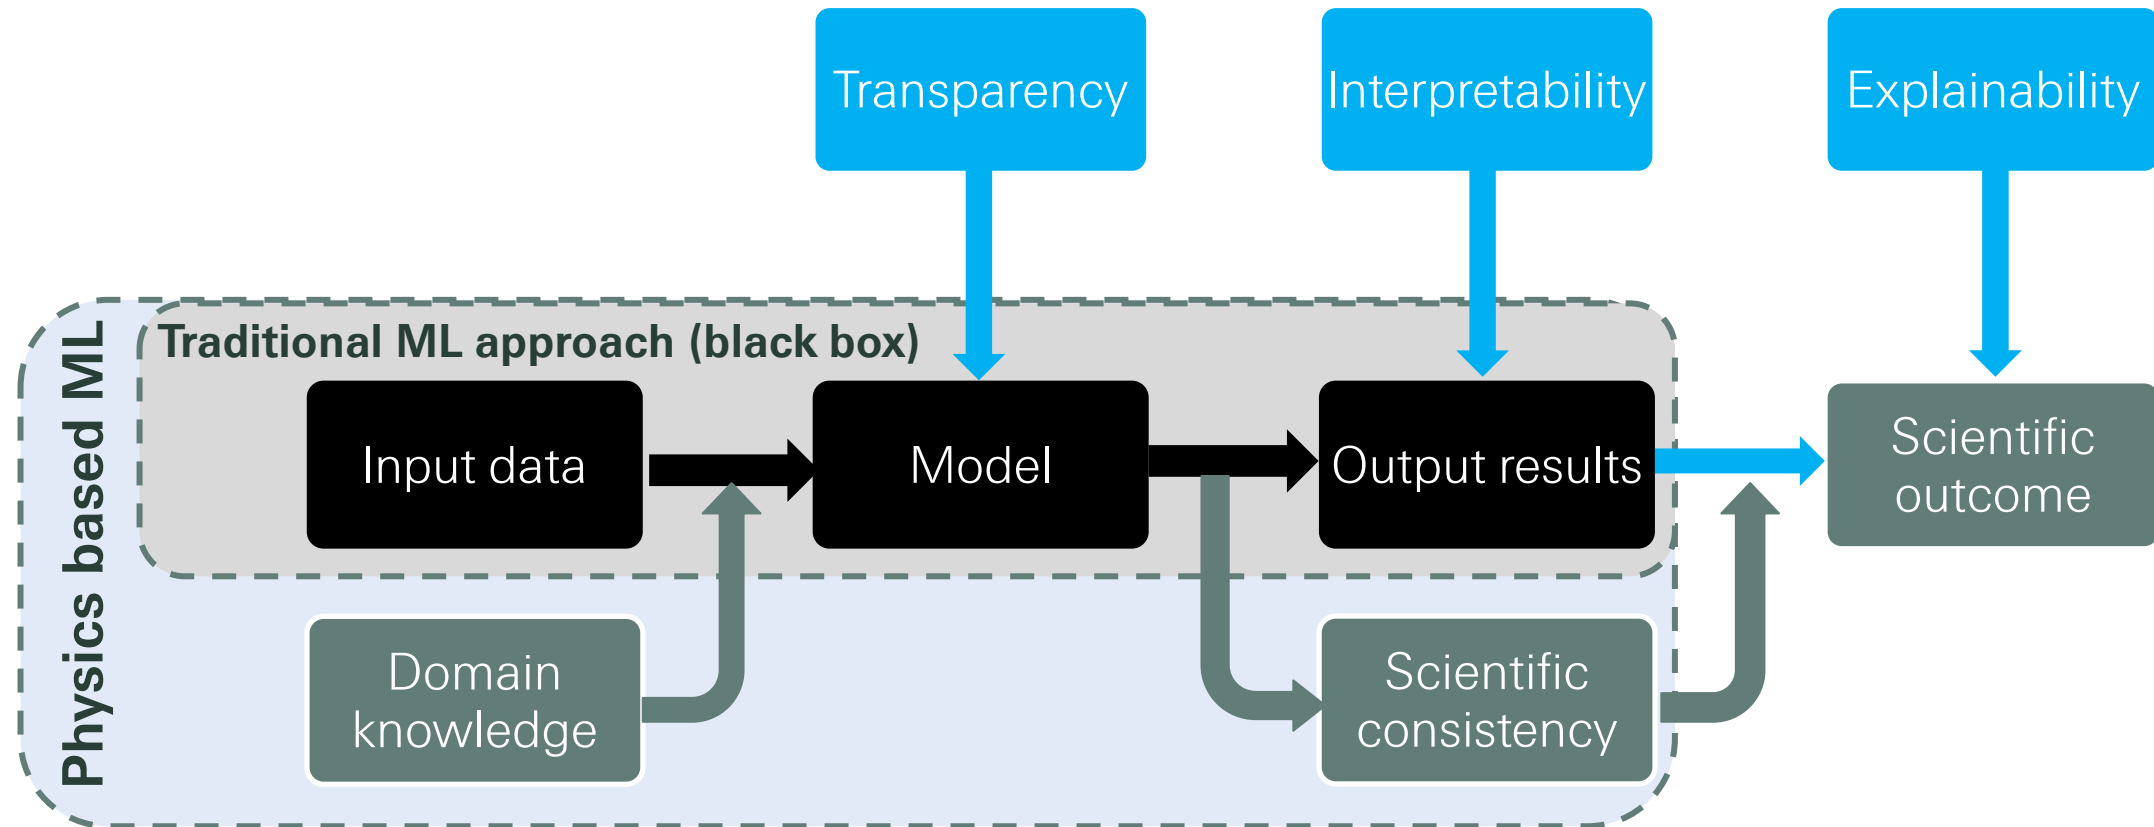 Transparency
Interpretability
Explainability
Physics based ML
Traditional ML approach (black box)
Input data
Model
Output results
Scientific
outcome
Domain
knowledge
Scientific
consistency